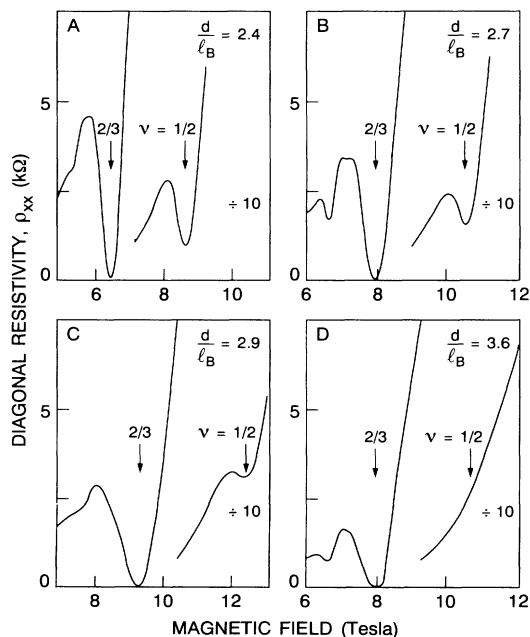 DIAGONAL RESISTIVITY, ρxx (kΩ)
A
d/ℓB = 2.4
5
2/3
ν = 1/2
÷ 10
0
6 8 10
B
d/ℓB = 2.7
5
2/3
ν = 1/2
÷ 10
0
6 8 10 12
C
d/ℓB = 2.9
5
2/3
ν = 1/2
÷ 10
0
8 10 12
D
d/ℓB = 3.6
5
2/3
ν = 1/2
÷ 10
0
6 8 10 12
MAGNETIC FIELD (Tesla)